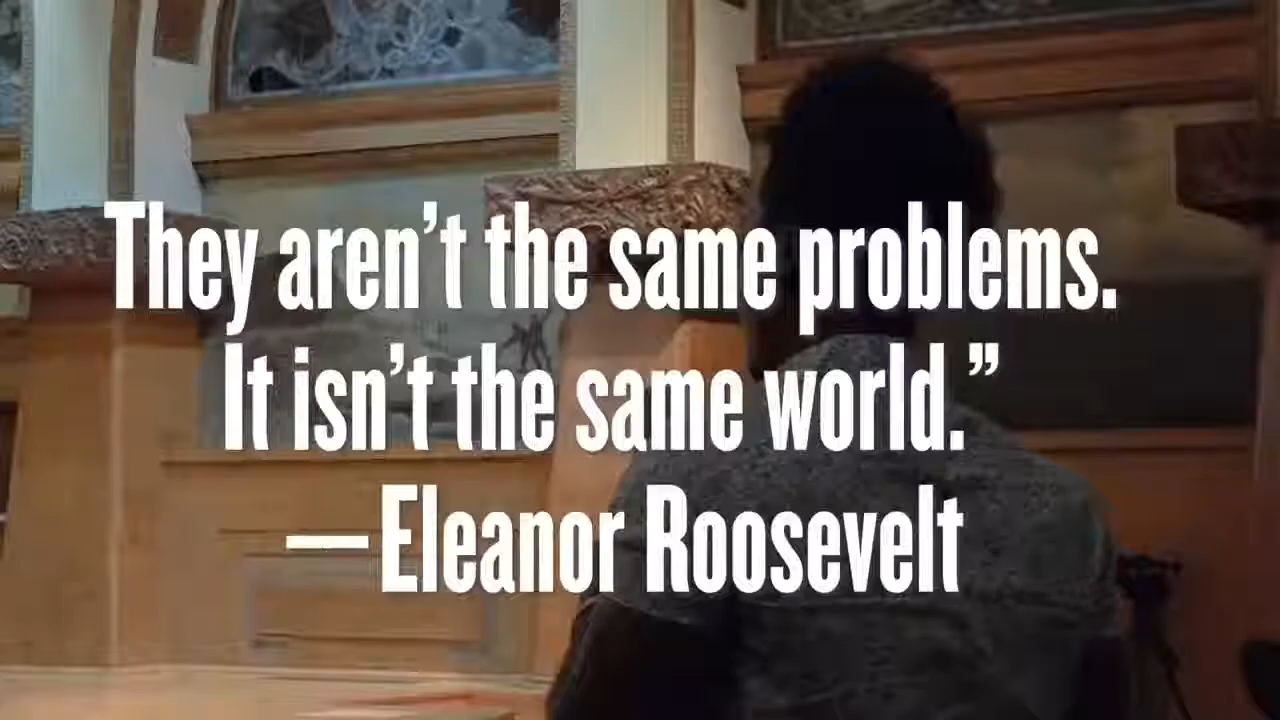 They aren’t the same problems.
It isn’t the same world.”
—Eleanor Roosevelt